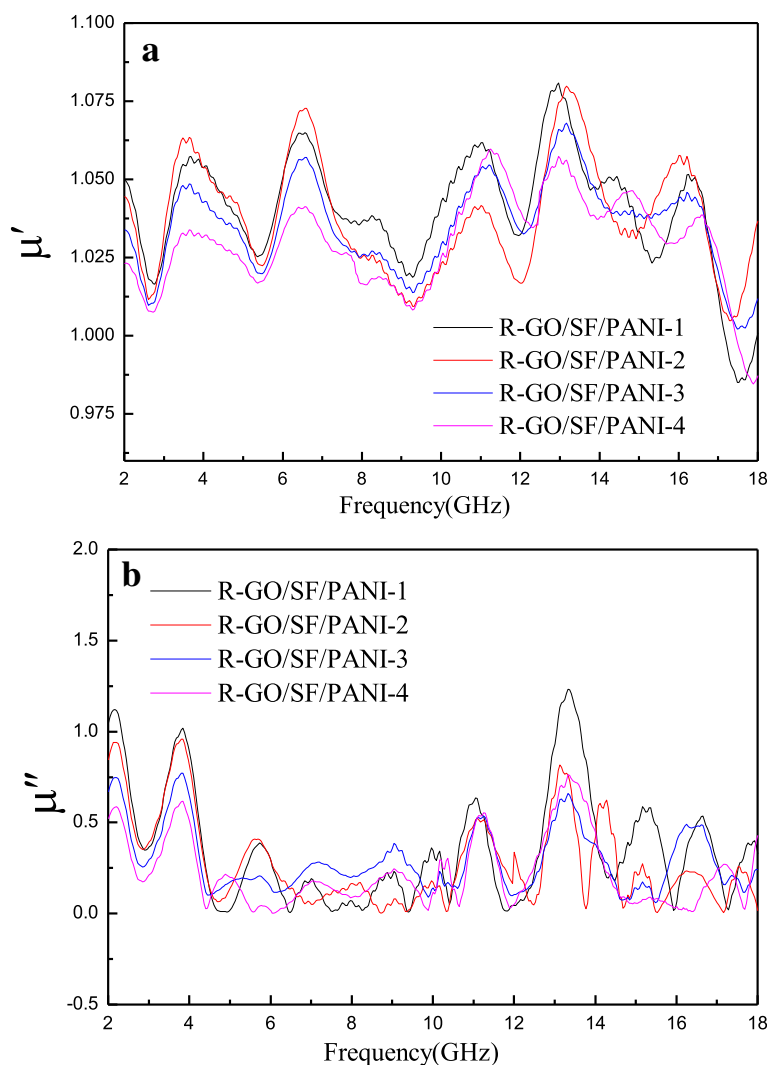 a
1.100
1.075
1.050
1.025
1.000
0.975
μ′
R-GO/SF/PANI-1
R-GO/SF/PANI-2
R-GO/SF/PANI-3
R-GO/SF/PANI-4
2 4 6 8 10 12 14 16 18
Frequency(GHz)
b
2.0
1.5
1.0
0.5
0.0
-0.5
μ″
R-GO/SF/PANI-1
R-GO/SF/PANI-2
R-GO/SF/PANI-3
R-GO/SF/PANI-4
2 4 6 8 10 12 14 16 18
Frequency(GHz)